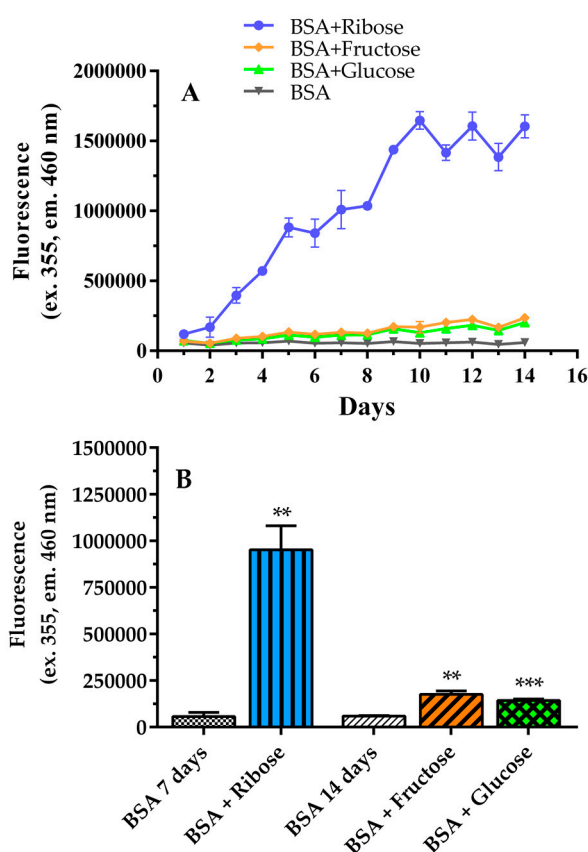 BSA+Ribose
BSA+Fructose
BSA+Glucose
BSA
A
Fluorescence
(ex. 355, em. 460 nm)
2000000
1500000
1000000
500000
0
0 2 4 6 8 10 12 14 16
Days
B
Fluorescence
(ex. 355, em. 460 nm)
1500000
1250000
1000000
750000
500000
250000
0
**
**
***
BSA 7 days
BSA + Ribose
BSA 14 days
BSA + Fructose
BSA + Glucose